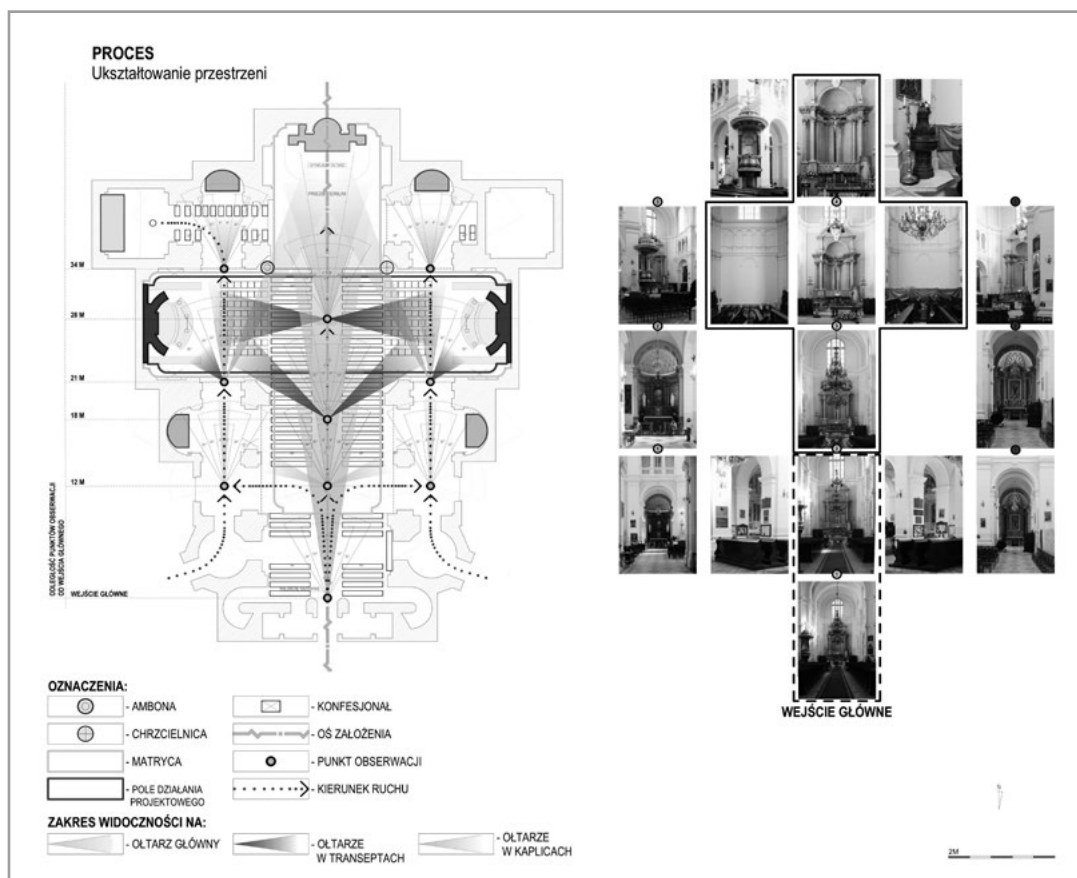 PROCES
Ukształtowanie przestrzeni
34 M
28 M
21 M
18 M
12 M
ODLEGŁOŚĆ PUNKTÓW OBSERWACJI
OD WEJŚCIA GŁÓWNEGO
WEJŚCIE GŁÓWNE
WEJŚCIE GŁÓWNE
OZNACZENIA:
- AMBONA
- KONFESJONAŁ
- CHRZCIELNICA
- OŚ ZAŁOŻENIA
- MATRYCA
- PUNKT OBSERWACJI
- POLE DZIAŁANIA
PROJEKTOWEGO
- KIERUNEK RUCHU
ZAKRES WIDOCZNOŚCI NA:
- OŁTARZ GŁÓWNY
- OŁTARZE
W TRANSEPTACH
- OŁTARZE
W KAPLICACH
2M